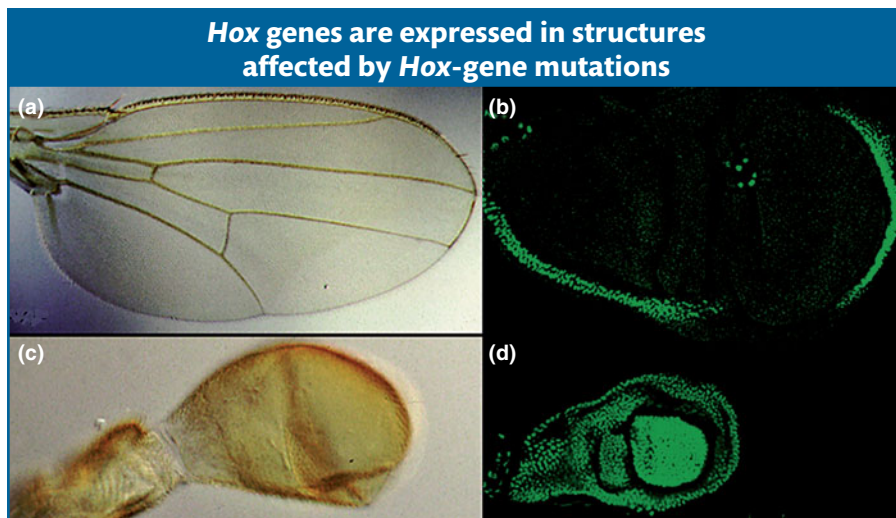 Hox genes are expressed in structures
affected by Hox-gene mutations
(a)
(b)
(c)
(d)